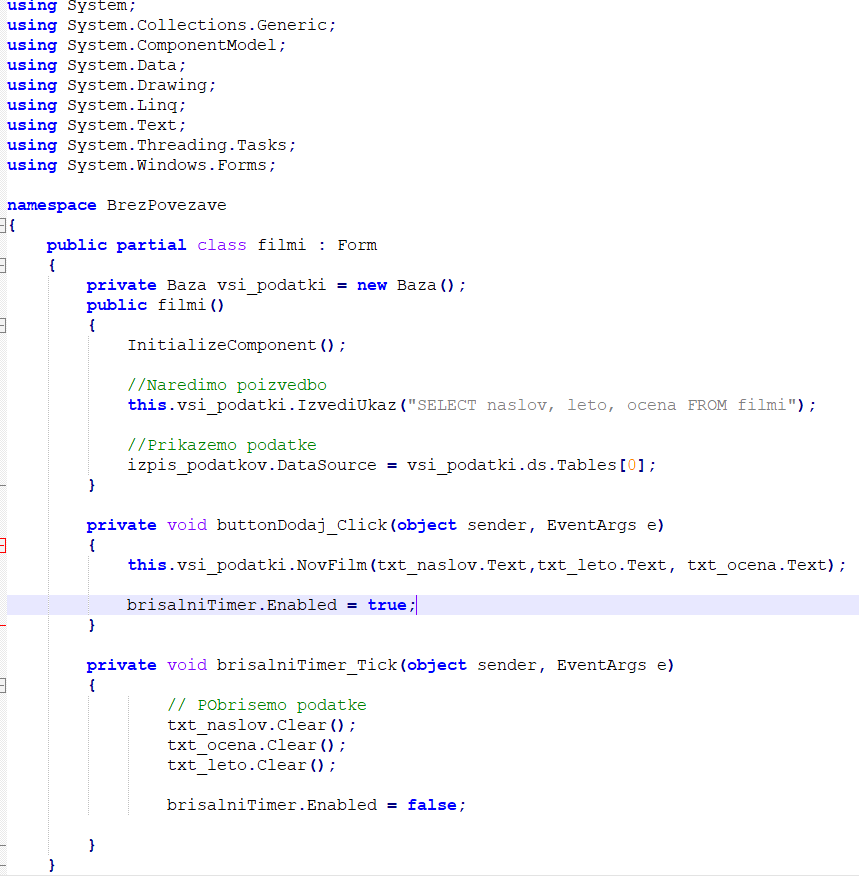 using System;
using System.Collections.Generic;
using System.ComponentModel;
using System.Data;
using System.Drawing;
using System.Linq;
using System.Text;
using System.Threading.Tasks;
using System.Windows.Forms;

namespace BrezPovezave
{
    public partial class filmi : Form
    {
        private Baza vsi_podatki = new Baza();
        public filmi()
        {
            InitializeComponent();

            //Naredimo poizvedbo
            this.vsi_podatki.IzvediUkaz("SELECT naslov, leto, ocena FROM filmi");

            //Prikazemo podatke
            izpis_podatkov.DataSource = vsi_podatki.ds.Tables[0];
        }

        private void buttonDodaj_Click(object sender, EventArgs e)
        {
            this.vsi_podatki.NovFilm(txt_naslov.Text,txt_leto.Text, txt_ocena.Text);

            brisalniTimer.Enabled = true;
        }

        private void brisalniTimer_Tick(object sender, EventArgs e)
        {
                // PObrisemo podatke
                txt_naslov.Clear();
                txt_ocena.Clear();
                txt_leto.Clear();

                brisalniTimer.Enabled = false;

        }
    }